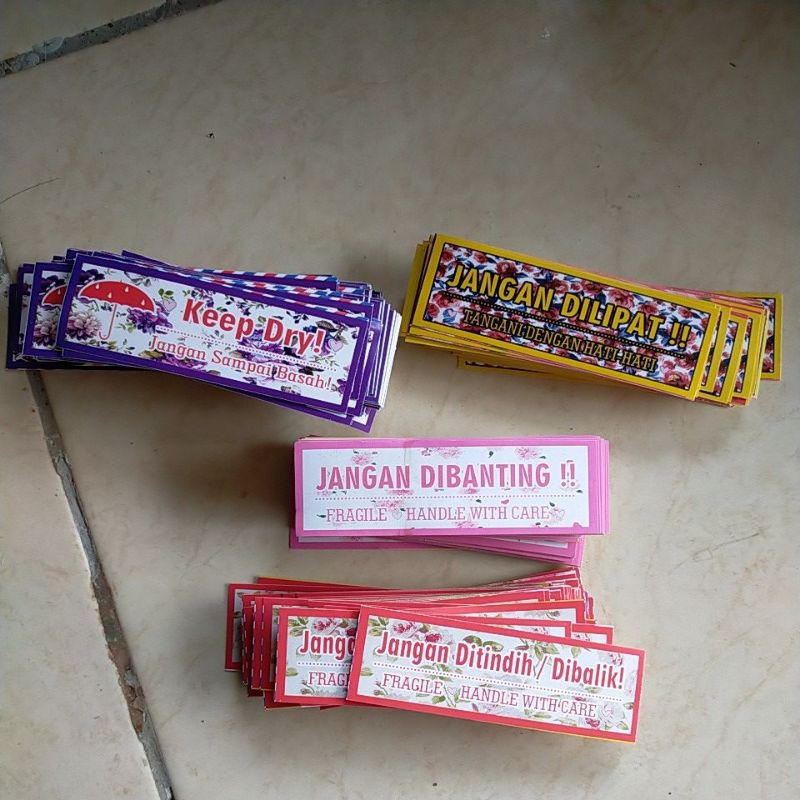 Keep Dry!
Jangan Sampai Basah!
JANGAN DILIPAT !!
TANGANI DENGAN HATI-HATI
JANGAN DIBANTING !!
FRAGILE HANDLE WITH CARE
Jangan Ditindih / Dibalik!
FRAGILE HANDLE WITH CARE